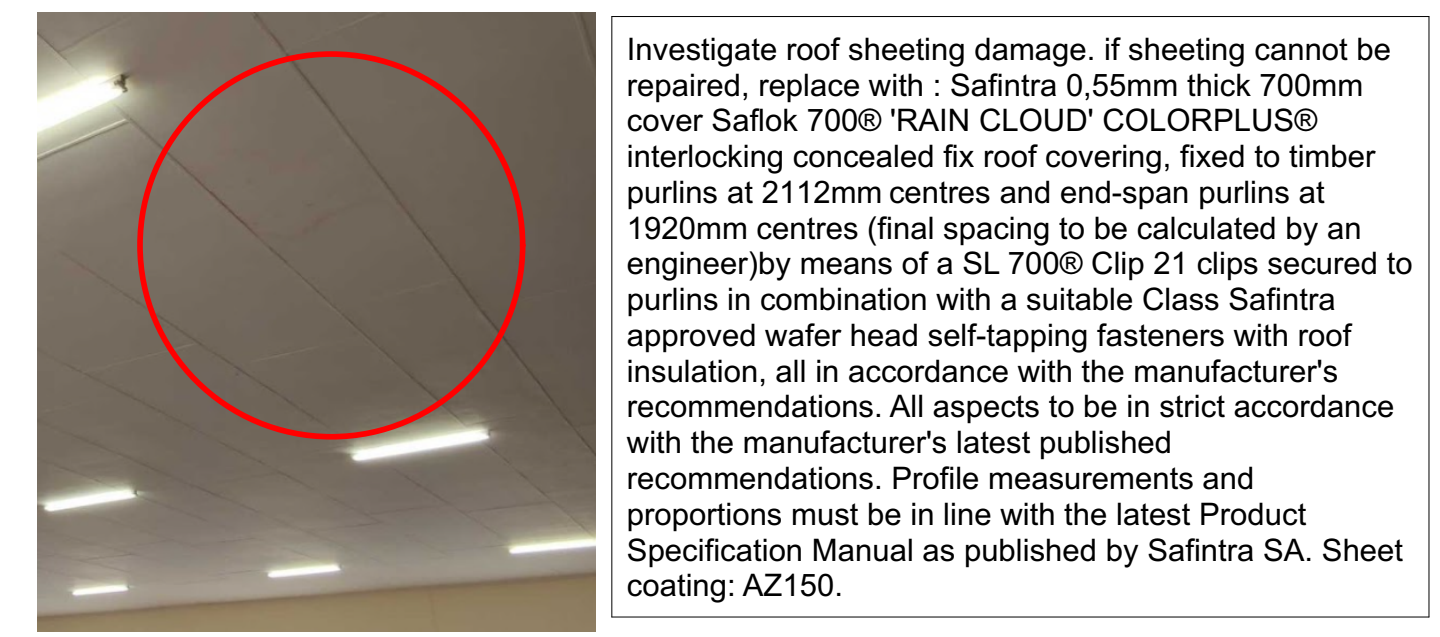 Investigate roof sheeting damage. if sheeting cannot be
repaired, replace with : Safintra 0,55mm thick 700mm
cover Saflok 700® 'RAIN CLOUD' COLORPLUS®
interlocking concealed fix roof covering, fixed to timber
purlins at 2112mm centres and end-span purlins at
1920mm centres (final spacing to be calculated by an
engineer)by means of a SL 700® Clip 21 clips secured to
purlins in combination with a suitable Class Safintra
approved wafer head self-tapping fasteners with roof
insulation, all in accordance with the manufacturer's
recommendations. All aspects to be in strict accordance
with the manufacturer's latest published
recommendations. Profile measurements and
proportions must be in line with the latest Product
Specification Manual as published by Safintra SA. Sheet
coating: AZ150.